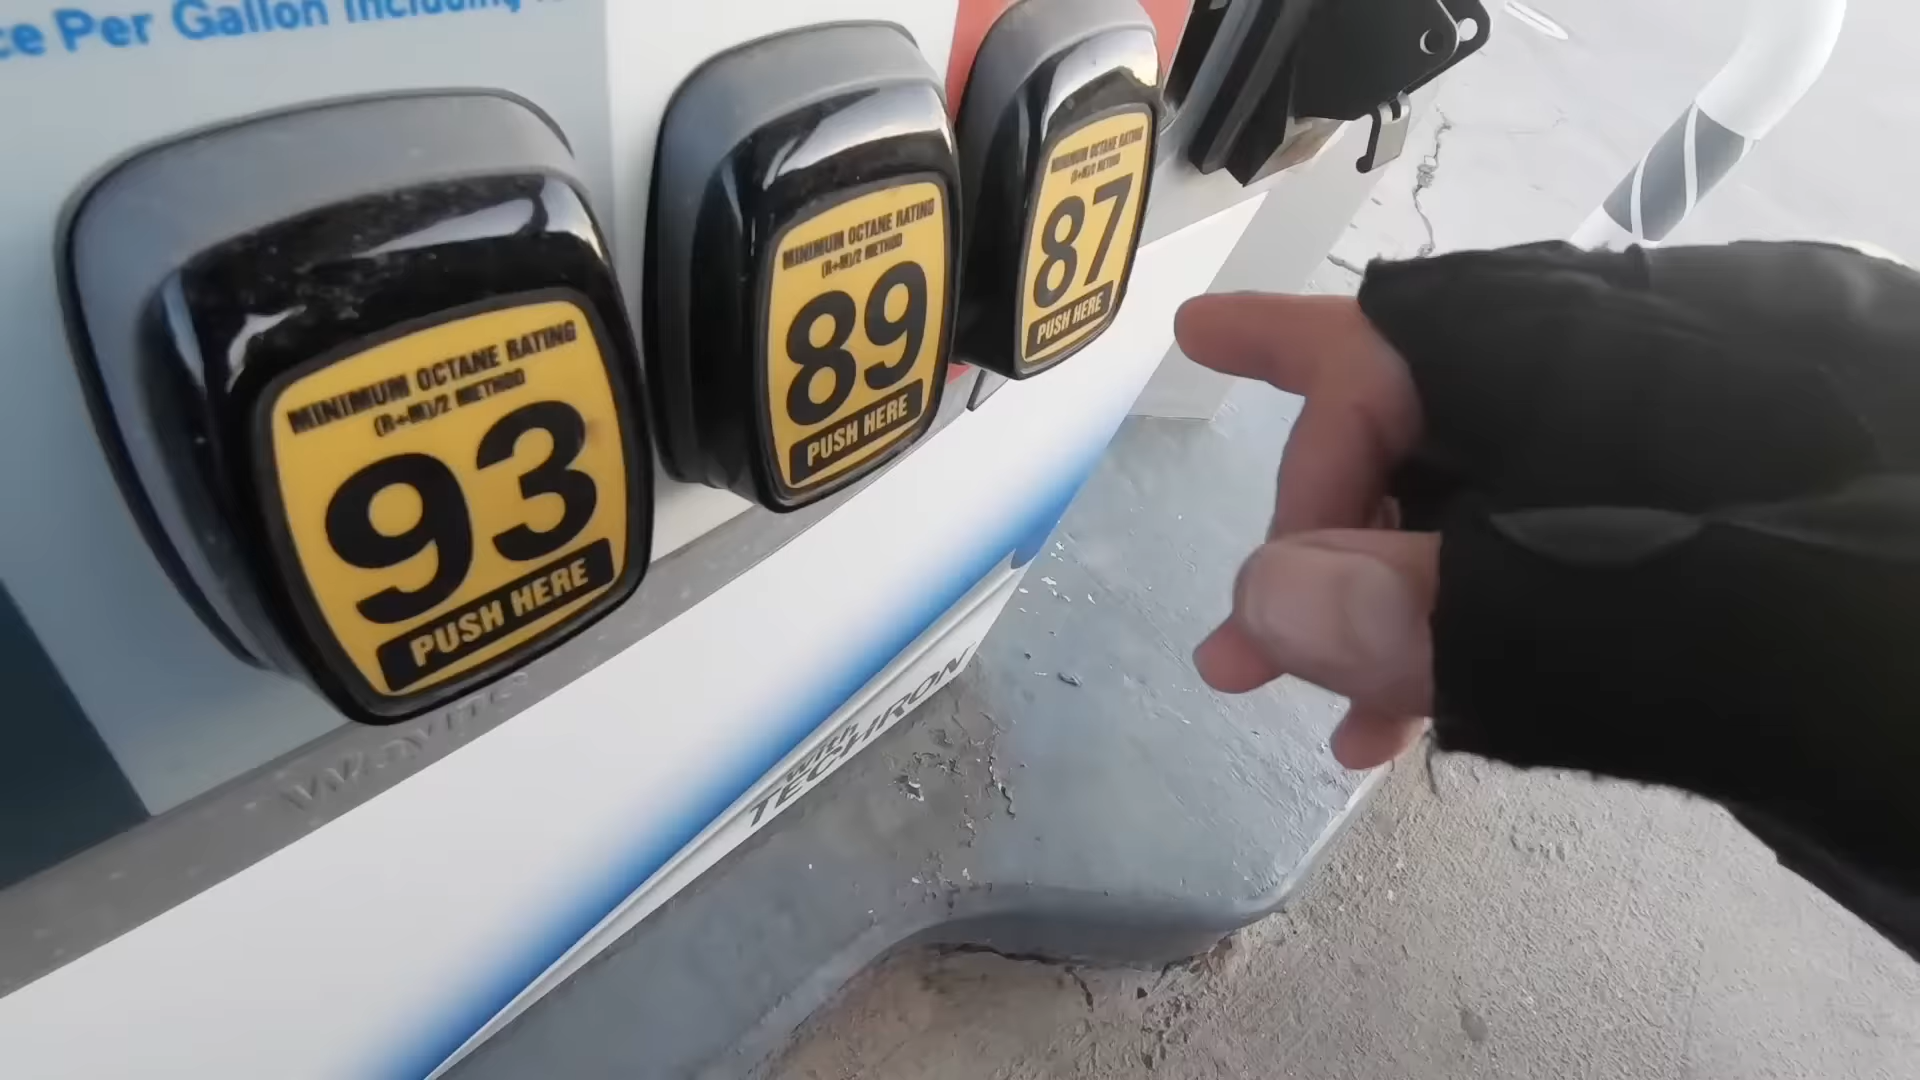 Per Gallon Including
MINIMUM OCTANE RATING
(R+M)/2 METHOD
93
PUSH HERE
MINIMUM OCTANE RATING
(R+M)/2 METHOD
89
PUSH HERE
MINIMUM OCTANE RATING
(R+M)/2 METHOD
87
PUSH HERE
with
TECHRON